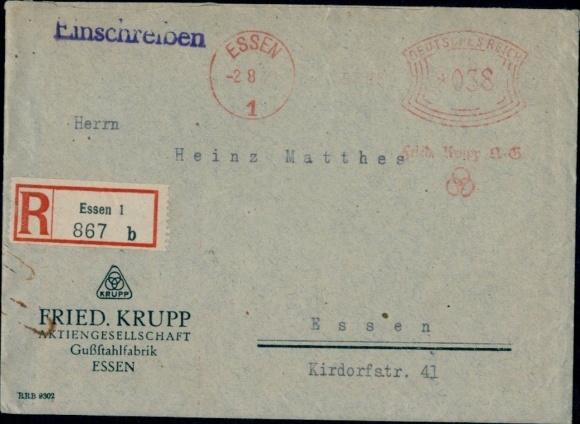 Einschreiben
ESSEN
-2 8
1
DEUTSCHES REICH
038
Fried. Krupp A.-G.
Herrn
Heinz Matthes
R
Essen 1
867 b
KRUPP
FRIED. KRUPP
AKTIENGESELLSCHAFT
Gußstahlfabrik
ESSEN
Essen
Kirdorfstr. 41
RRB 9302